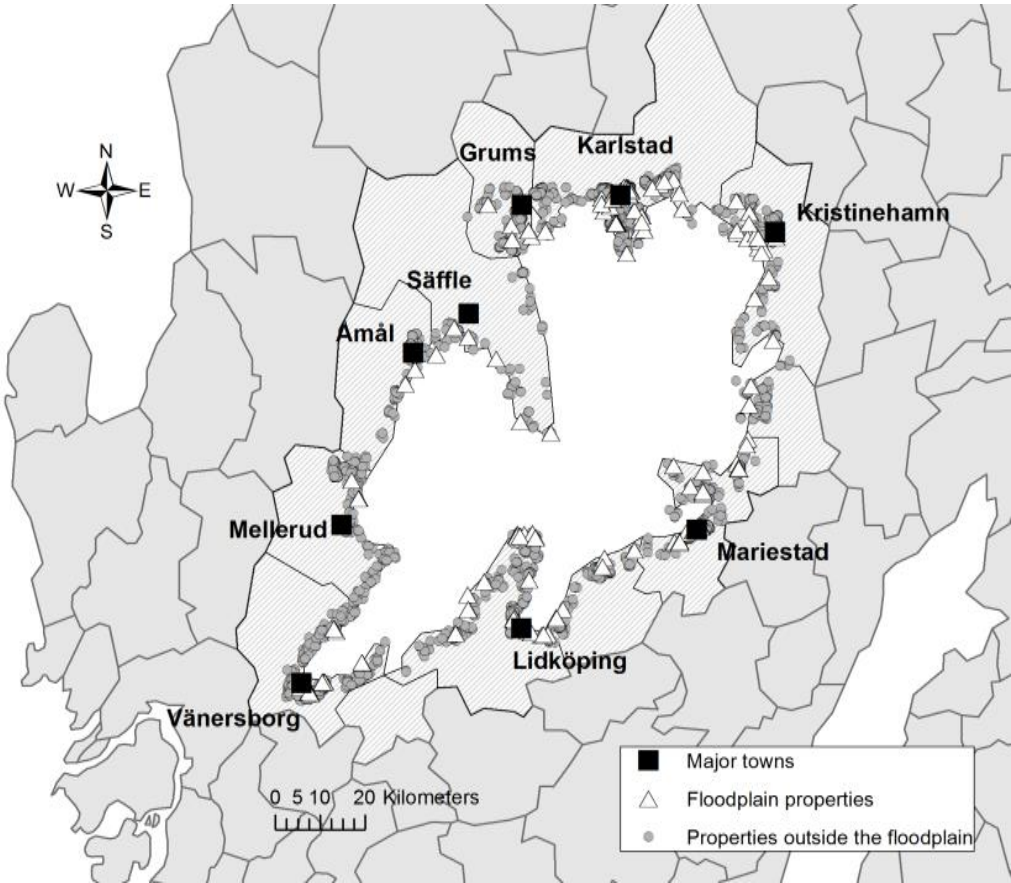 N
W E
S
Grums
Karlstad
Kristinehamn
Säffle
Åmål
Mellerud
Mariestad
Lidköping
Vänersborg
0 5 10 20 Kilometers
Major towns
Floodplain properties
Properties outside the floodplain